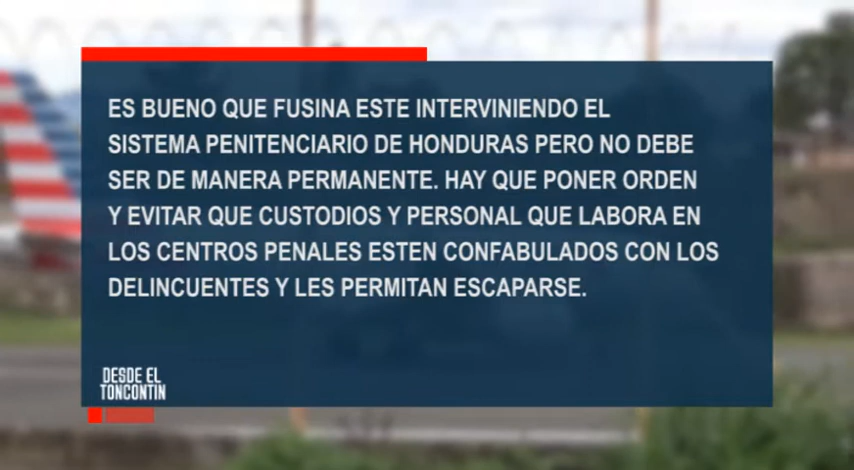 ES BUENO QUE FUSINA ESTE INTERVINIENDO EL
SISTEMA PENITENCIARIO DE HONDURAS PERO NO DEBE
SER DE MANERA PERMANENTE. HAY QUE PONER ORDEN
Y EVITAR QUE CUSTODIOS Y PERSONAL QUE LABORA EN
LOS CENTROS PENALES ESTEN CONFABULADOS CON LOS
DELINCUENTES Y LES PERMITAN ESCAPARSE.
DESDE EL
TONCONTIN